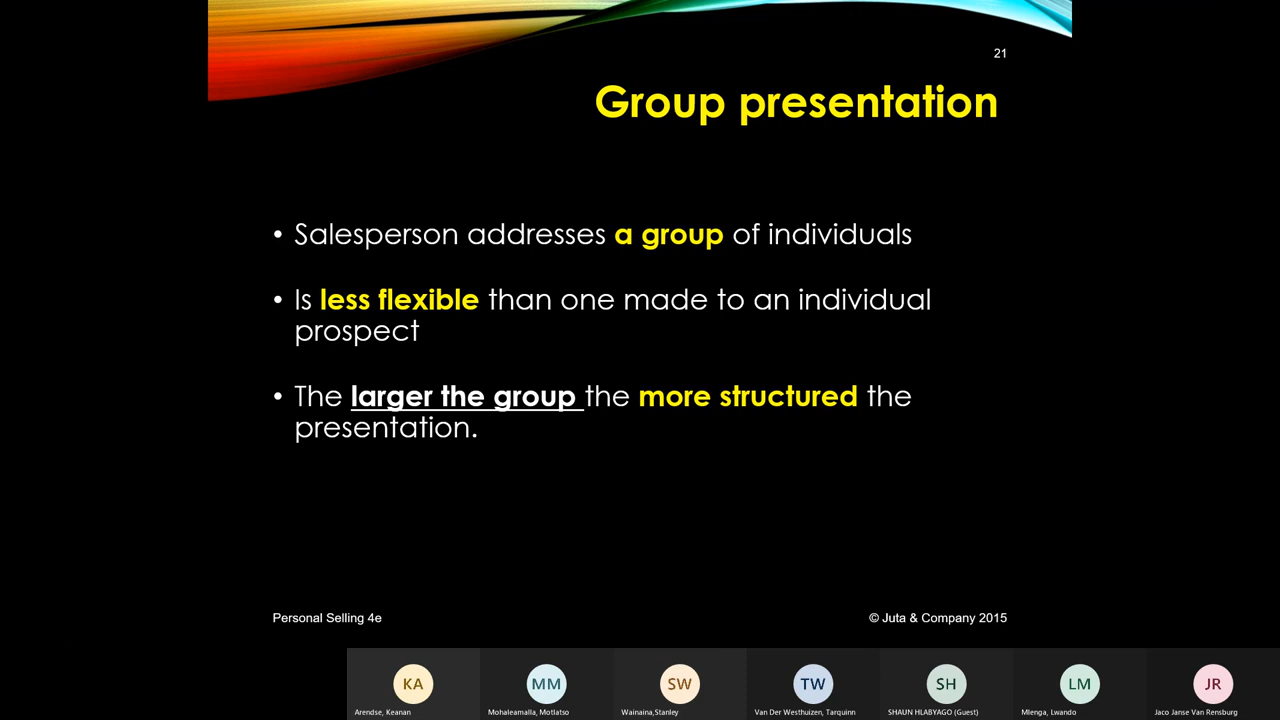 21
Group presentation
• Salesperson addresses a group of individuals
• Is less flexible than one made to an individual
prospect
• The larger the group the more structured the
presentation.
Personal Selling 4e
© Juta & Company 2015
KA
MM
SW
TW
SH
LM
JR
Arendse, Keanan
Mohaleamalla, Motlatso
Wainaina,Stanley
Van Der Westhuizen, Tarquinn
SHAUN HLABYAGO (Guest)
Mlenga, Lwando
Jaco Janse Van Rensburg